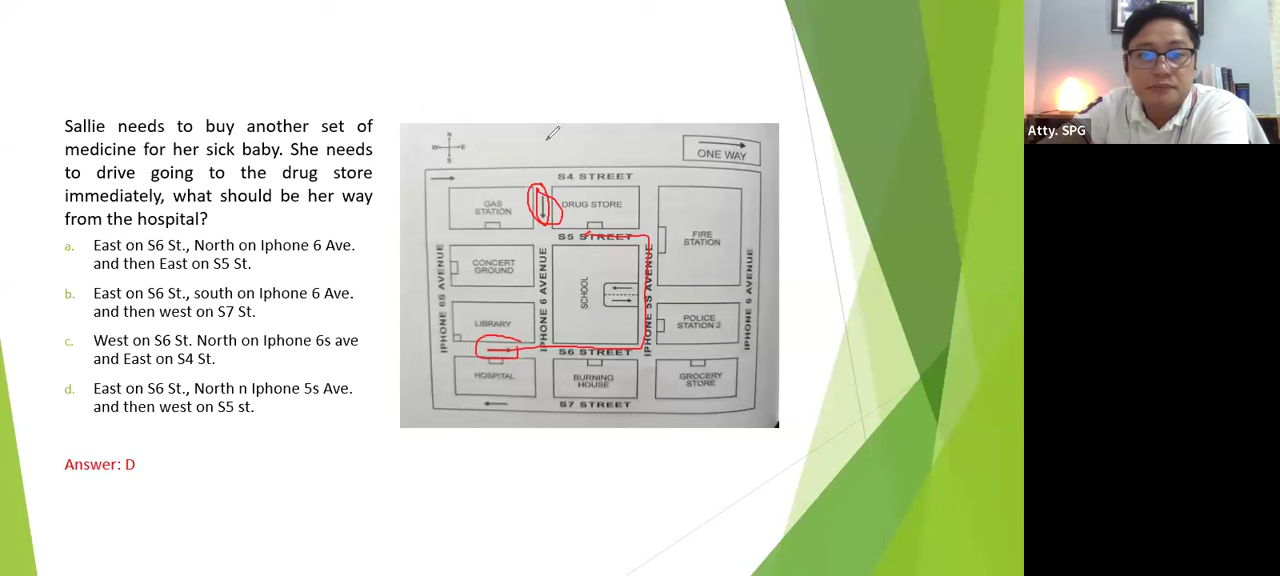 Sallie needs to buy another set of
medicine for her sick baby. She needs
to drive going to the drug store
immediately, what should be her way
from the hospital?
a. East on S6 St., North on Iphone 6 Ave.
and then East on S5 St.
b. East on S6 St., south on Iphone 6 Ave.
and then west on S7 St.
c. West on S6 St. North on Iphone 6s ave
and East on S4 St.
d. East on S6 St., North n Iphone 5s Ave.
and then west on S5 st.
Answer: D
N
W E
S
ONE WAY
S4 STREET
GAS
STATION
DRUG STORE
FIRE
STATION
S5 STREET
CONCERT
GROUND
SCHOOL
IPHONE 6S AVENUE
IPHONE 6 AVENUE
IPHONE 5S AVENUE
IPHONE 5 AVENUE
LIBRARY
POLICE
STATION 2
S6 STREET
HOSPITAL
BURNING
HOUSE
GROCERY
STORE
S7 STREET
Atty. SPG